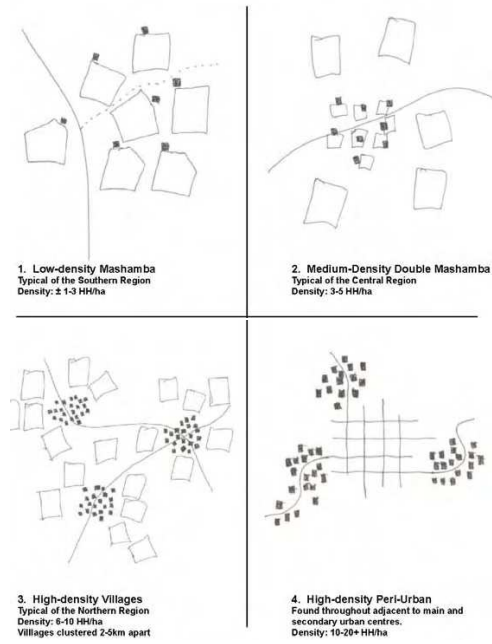 1. Low-density Mashamba
Typical of the Southern Region
Density: ± 1-3 HH/ha
2. Medium-Density Double Mashamba
Typical of the Central Region
Density: 3-5 HH/ha
3. High-density Villages
Typical of the Northern Region
Density: 6-10 HH/ha
Villages clustered 2-5km apart
4. High-density Peri-Urban
Found throughout adjacent to main and
secondary urban centres.
Density: 10-20+ HH/ha